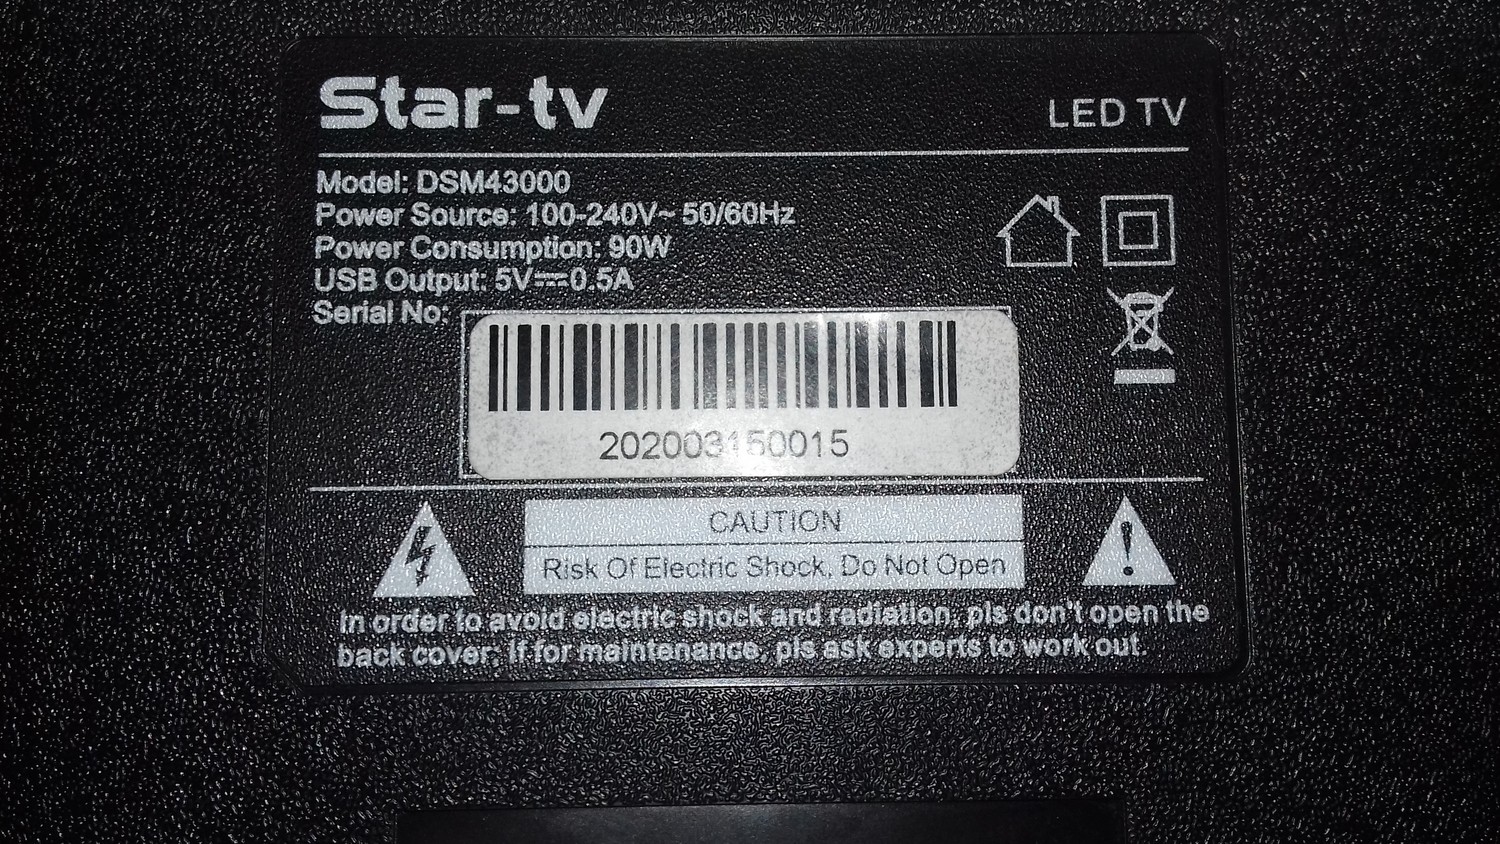 Star-tv
LED TV
Model: DSM43000
Power Source: 100-240V~ 50/60Hz
Power Consumption: 90W
USB Output: 5V⎓0.5A
Serial No:
202003150015
CAUTION
Risk Of Electric Shock, Do Not Open
In order to avoid electric shock and radiation, pls don't open the
back cover; If for maintenance, pls ask experts to work out.